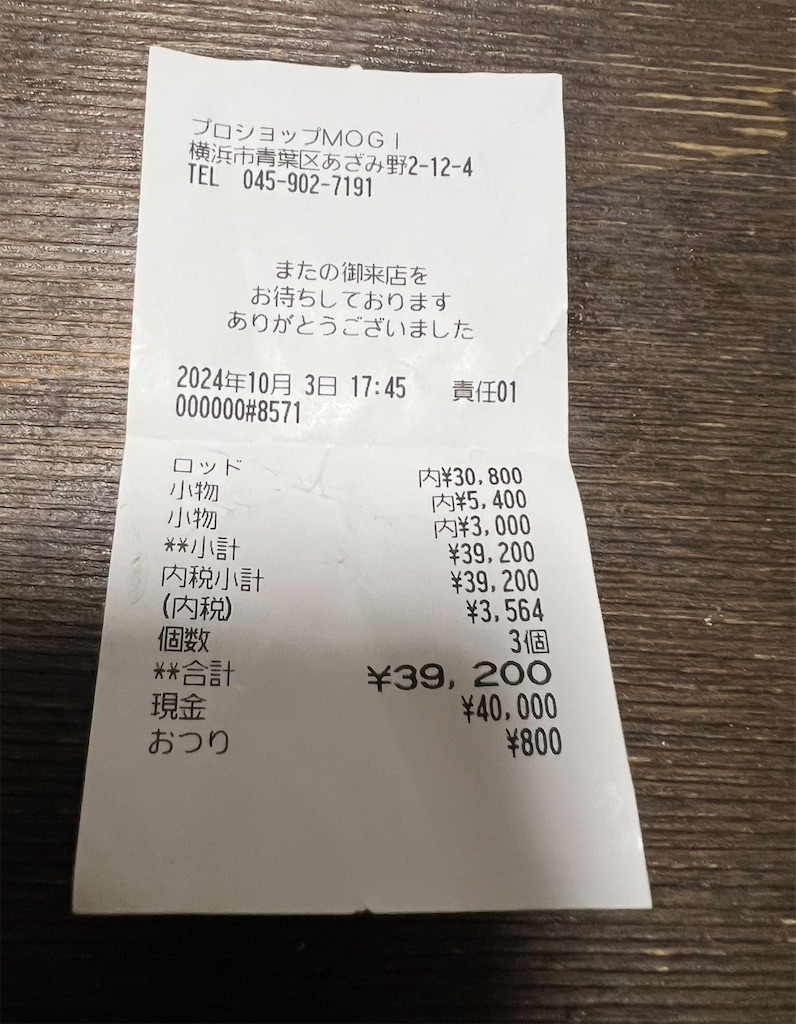 プロショップMOGI
横浜市青葉区あざみ野2-12-4
TEL 045-902-7191
またの御来店を
お待ちしております
ありがとうございました
2024年10月 3日 17:45 責任01
000000#8571
ロッド 内¥30,800
小物 内¥5,400
小物 内¥3,000
**小計 ¥39,200
内税小計 ¥39,200
(内税) ¥3,564
個数 3個
**合計 ¥39,200
現金 ¥40,000
おつり ¥800